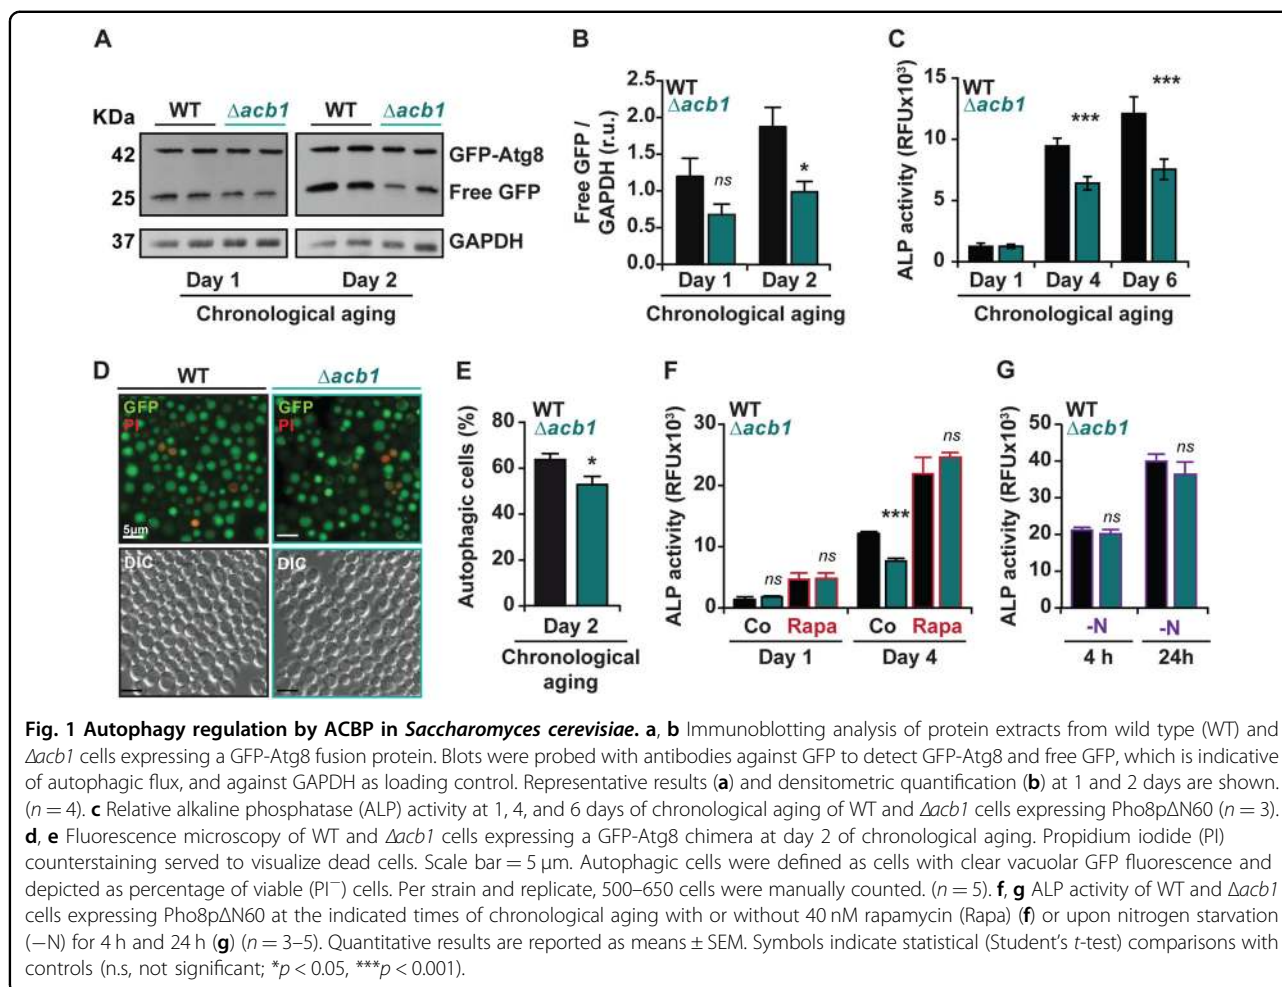 A
KDa
WT
Δacb1
WT
Δacb1
42
25
37
GFP-Atg8
Free GFP
GAPDH
Day 1
Day 2
Chronological aging
B
Free GFP /
GAPDH (r.u.)
WT
Δacb1
2.5
2.0
1.5
1.0
0.5
0.0
ns
*
Day 1
Day 2
Chronological aging
C
ALP activity (RFUx10³)
WT
Δacb1
15
10
5
0
***
***
Day 1
Day 4
Day 6
Chronological aging
D
WT
Δacb1
GFP
PI
5µm
GFP
PI
DIC
DIC
E
Autophagic cells (%)
WT
Δacb1
80
60
40
60
0
*
Day 2
Chronological
aging
F
ALP activity (RFUx10³)
WT
Δacb1
30
20
10
0
ns
ns
***
ns
Co
Rapa
Co
Rapa
Day 1
Day 4
G
ALP activity (RFUx10³)
WT
Δacb1
50
40
30
20
10
0
ns
ns
-N
-N
4 h
24h
Fig. 1 Autophagy regulation by ACBP in Saccharomyces cerevisiae. a, b Immunoblotting analysis of protein extracts from wild type (WT) and
Δacb1 cells expressing a GFP-Atg8 fusion protein. Blots were probed with antibodies against GFP to detect GFP-Atg8 and free GFP, which is indicative
of autophagic flux, and against GAPDH as loading control. Representative results (a) and densitometric quantification (b) at 1 and 2 days are shown.
(n = 4). c Relative alkaline phosphatase (ALP) activity at 1, 4, and 6 days of chronological aging of WT and Δacb1 cells expressing Pho8pΔN60 (n = 3).
d, e Fluorescence microscopy of WT and Δacb1 cells expressing a GFP-Atg8 chimera at day 2 of chronological aging. Propidium iodide (PI)
counterstaining served to visualize dead cells. Scale bar = 5 µm. Autophagic cells were defined as cells with clear vacuolar GFP fluorescence and
depicted as percentage of viable (PI⁻) cells. Per strain and replicate, 500–650 cells were manually counted. (n = 5). f, g ALP activity of WT and Δacb1
cells expressing Pho8pΔN60 at the indicated times of chronological aging with or without 40 nM rapamycin (Rapa) (f) or upon nitrogen starvation
(−N) for 4 h and 24 h (g) (n = 3–5). Quantitative results are reported as means ± SEM. Symbols indicate statistical (Student's t-test) comparisons with
controls (n.s, not significant; *p < 0.05, ***p < 0.001).